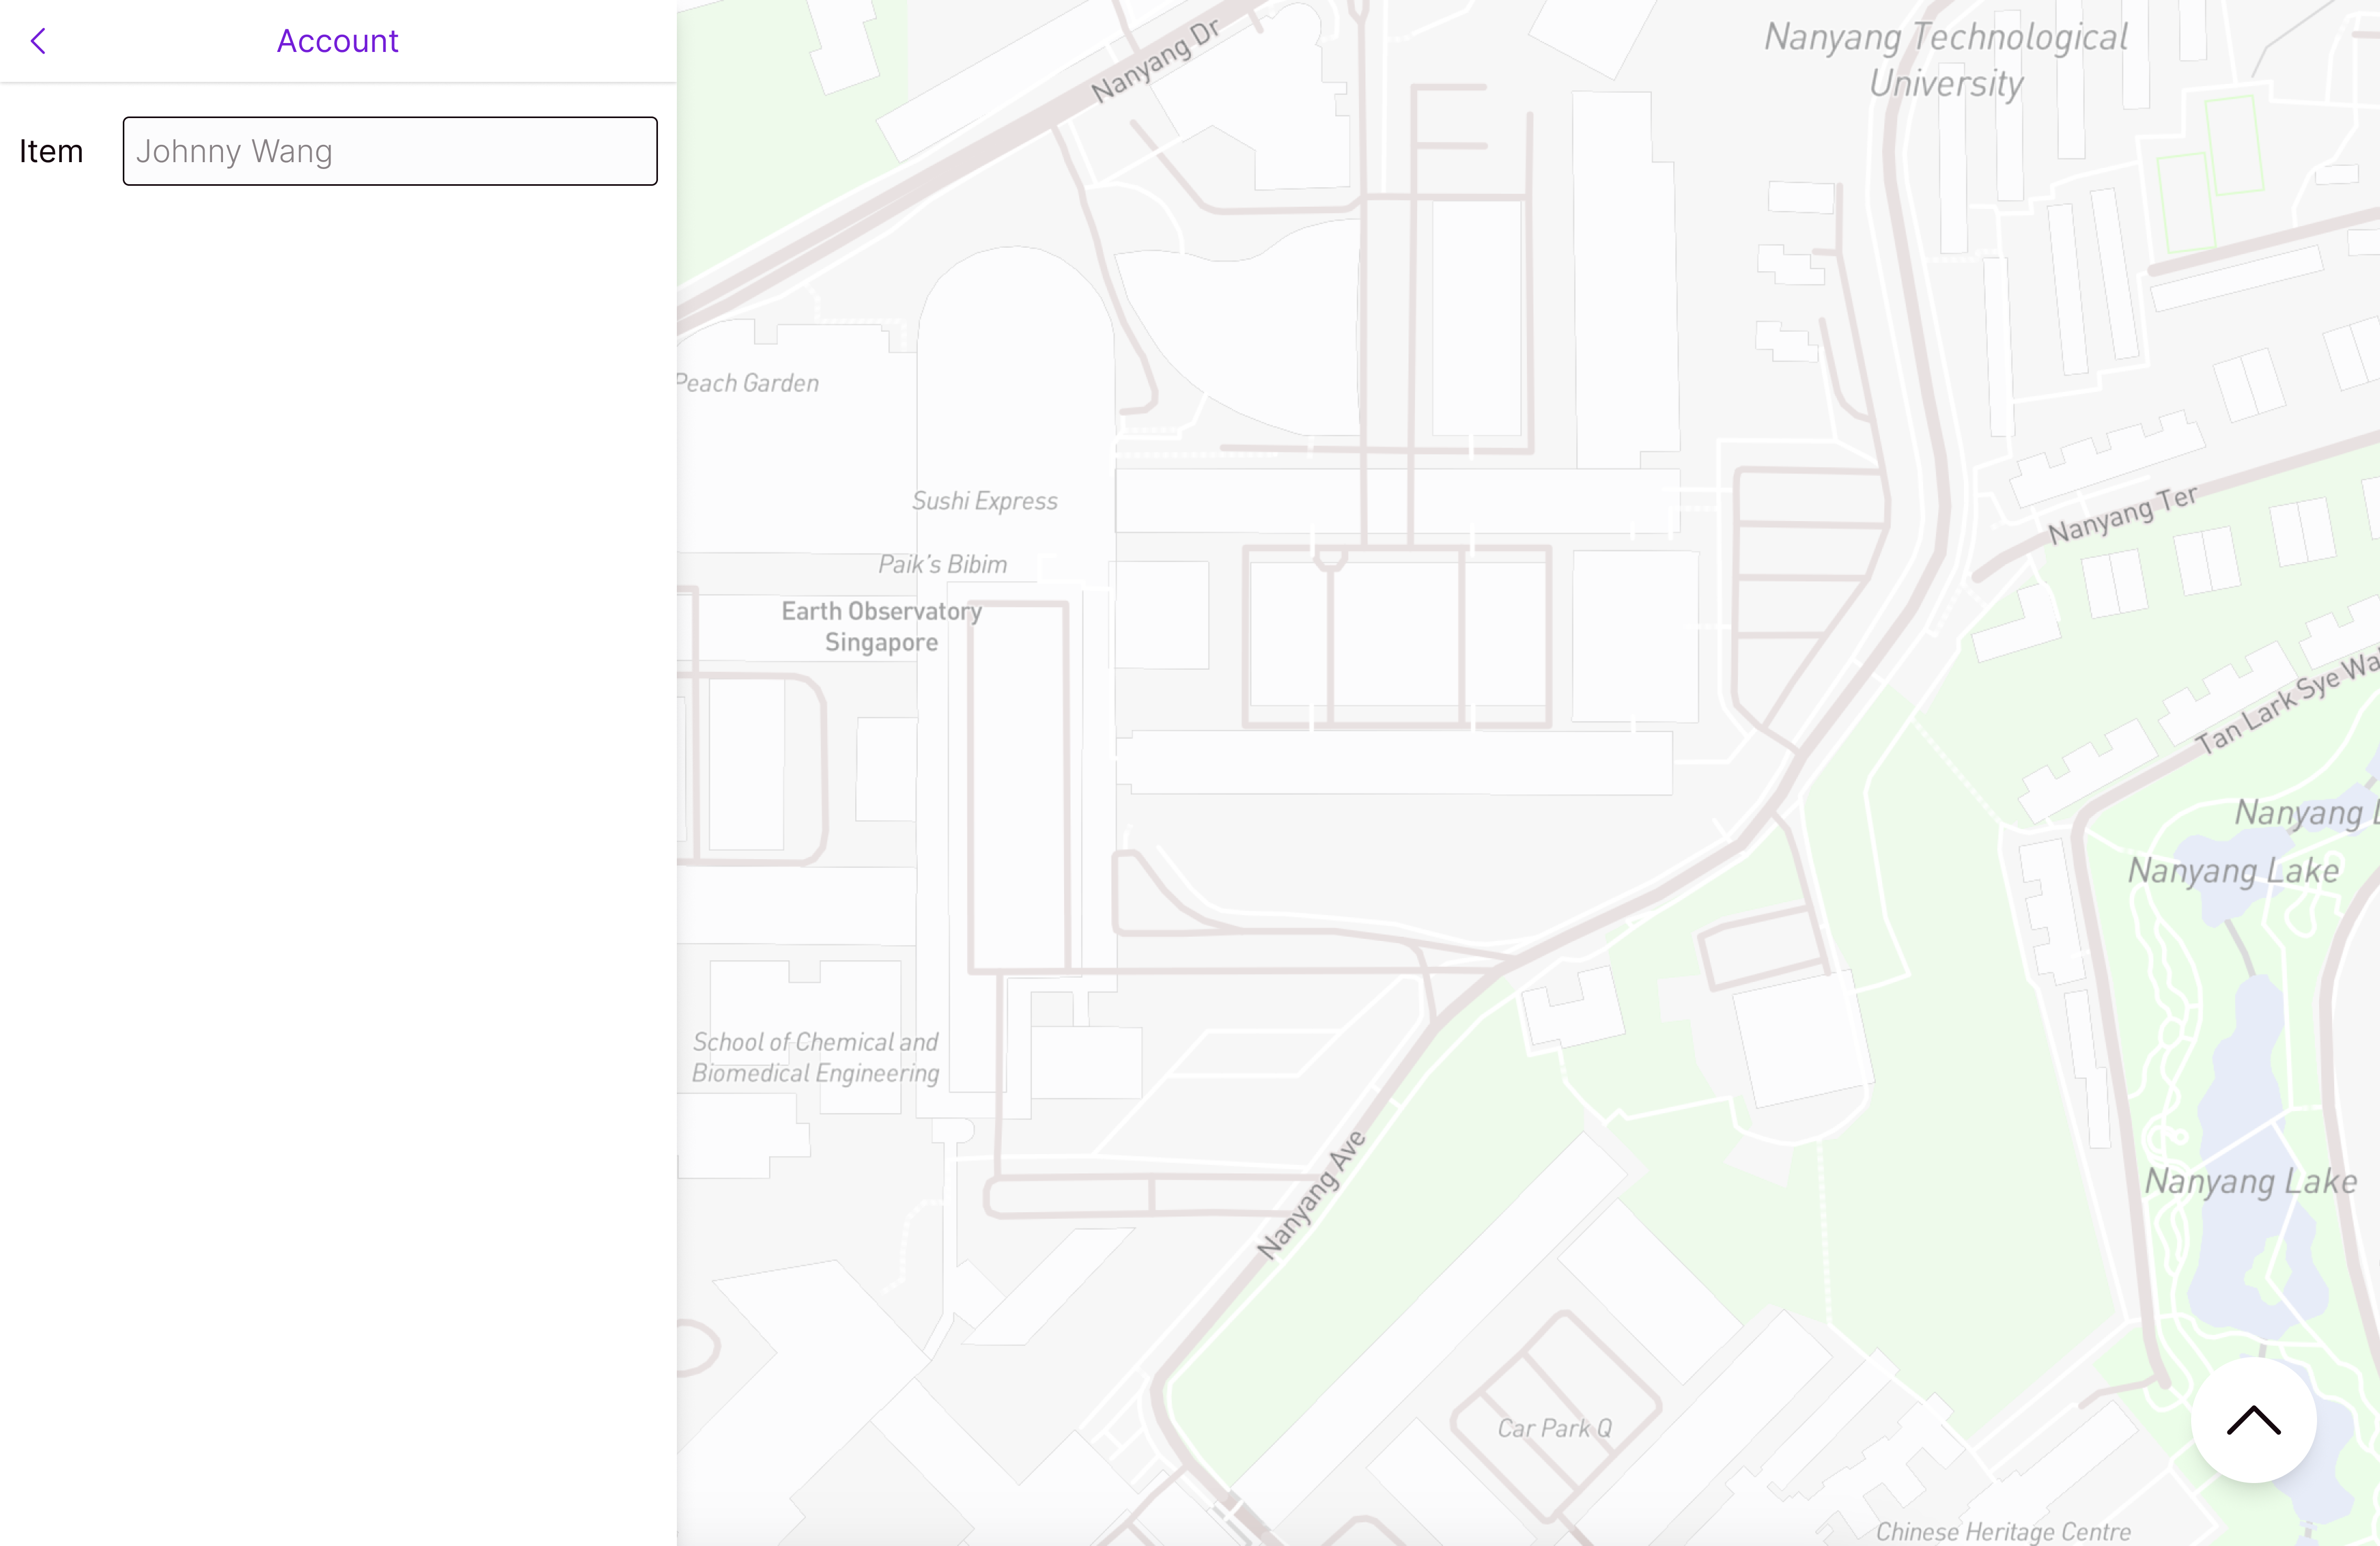 Account
Item
Johnny Wang
Nanyang Dr
Nanyang Technological
University
Peach Garden
Sushi Express
Nanyang Ter
Paik's Bibim
Earth Observatory
Singapore
Tan Lark Sye Wal
Nanyang L
Nanyang Lake
School of Chemical and
Biomedical Engineering
Nanyang Ave
Nanyang Lake
Car Park Q
Chinese Heritage Centre